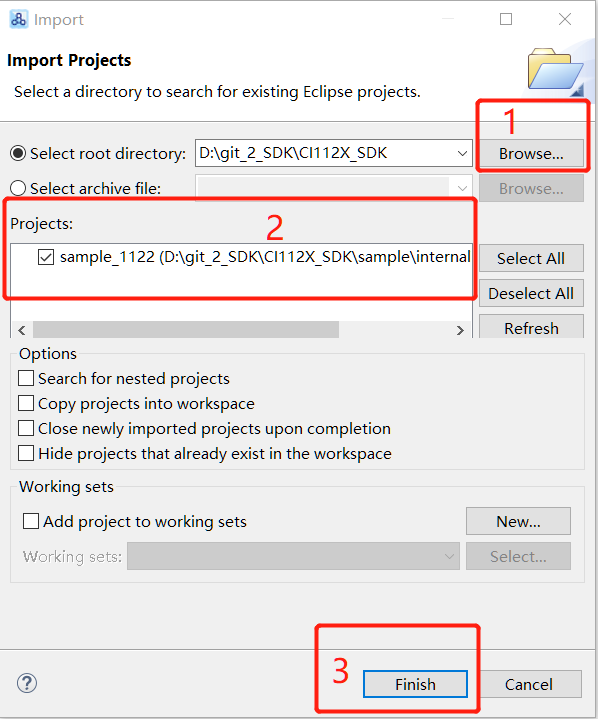 Import
Import Projects
Select a directory to search for existing Eclipse projects.
1
Select root directory: D:\git_2_SDK\CI112X_SDK Browse...
Select archive file: Browse...
Projects: 2
sample_1122 (D:\git_2_SDK\CI112X_SDK\sample\internal Select All
Deselect All
Refresh
Options
Search for nested projects
Copy projects into workspace
Close newly imported projects upon completion
Hide projects that already exist in the workspace
Working sets
Add project to working sets New...
Working sets: Select...
? 3 Finish Cancel